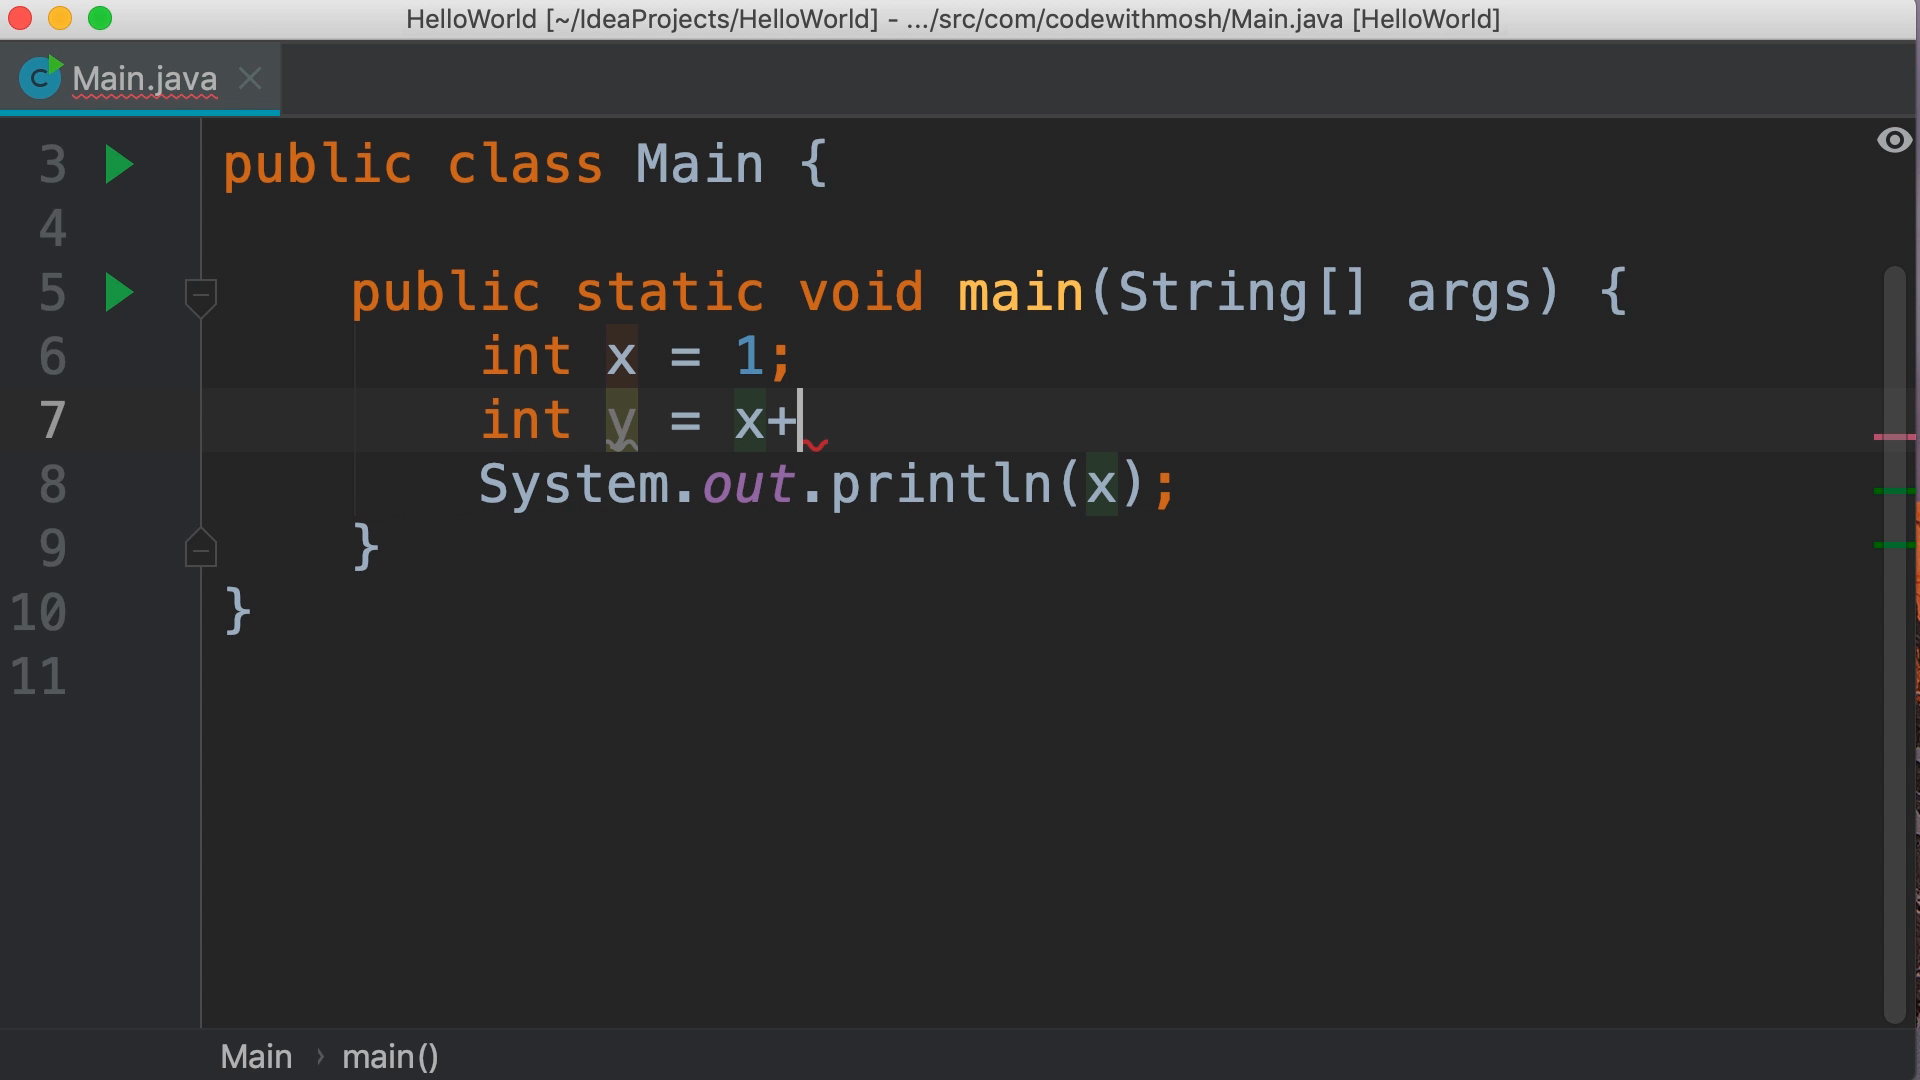 HelloWorld [~/IdeaProjects/HelloWorld] - .../src/com/codewithmosh/Main.java [HelloWorld]
C Main.java
3 public class Main {
4
5 public static void main(String[] args) {
6 int x = 1;
7 int y = x+
8 System.out.println(x);
9 }
10 }
11
Main › main()